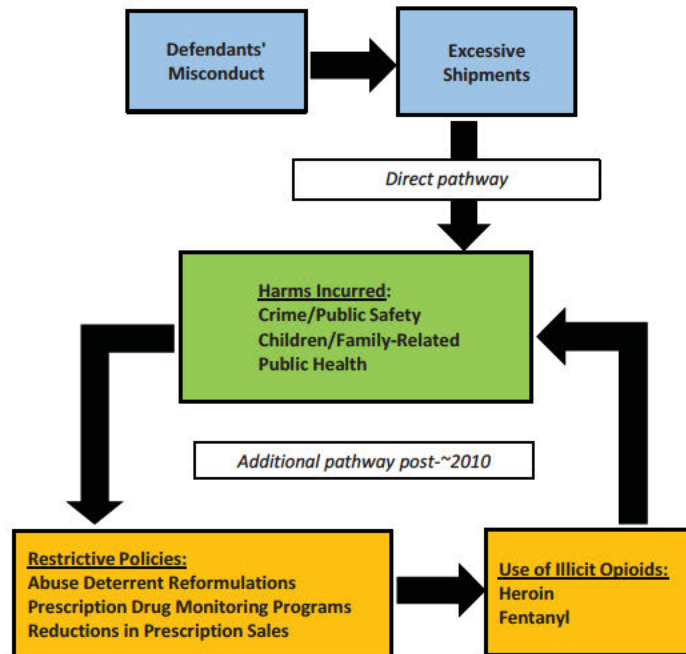 Defendants'
Misconduct
Excessive
Shipments
Direct pathway
Harms Incurred:
Crime/Public Safety
Children/Family-Related
Public Health
Additional pathway post-~2010
Restrictive Policies:
Abuse Deterrent Reformulations
Prescription Drug Monitoring Programs
Reductions in Prescription Sales
Use of Illicit Opioids:
Heroin
Fentanyl